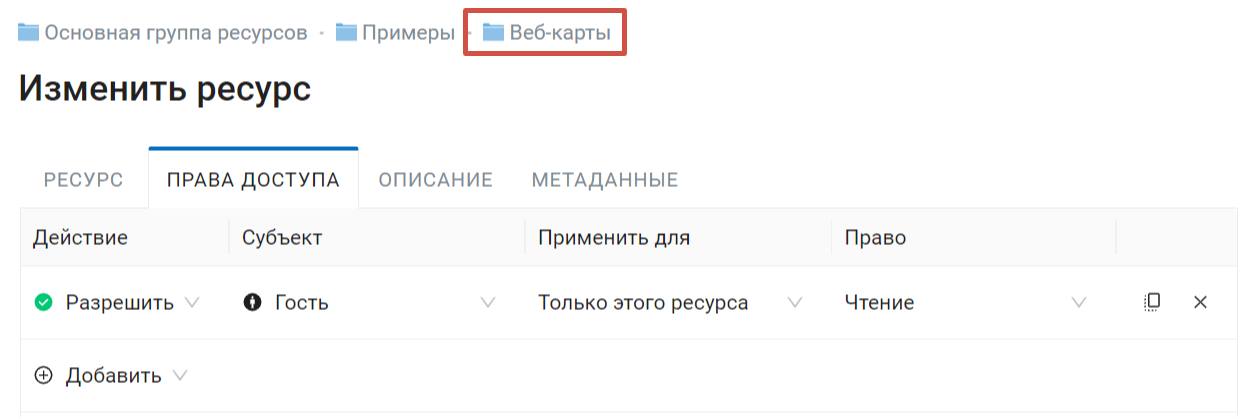 Основная группа ресурсов • Примеры • Веб-карты
Изменить ресурс
РЕСУРС ПРАВА ДОСТУПА ОПИСАНИЕ МЕТАДАННЫЕ
Действие Субъект Применить для Право
Разрешить Гость Только этого ресурса Чтение
Добавить